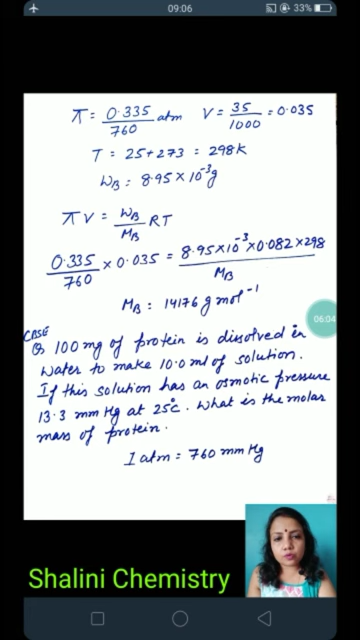 09:06
33%
π = 0.335/760 atm V = 35/1000 = 0.035
T = 25+273 = 298K
WB = 8.95×10⁻³g
πV = WB/MB RT
0.335/760 × 0.035 = 8.95×10⁻³×0.082×298/MB
MB = 14176 g mol⁻¹
06:04
CBSE
Q 100 mg of protein is dissolved in
water to make 10.0 ml of solution.
If this solution has an osmotic pressure
13.3 mm Hg at 25°C. What is the molar
mass of protein.
1 atm = 760 mm Hg
Shalini Chemistry